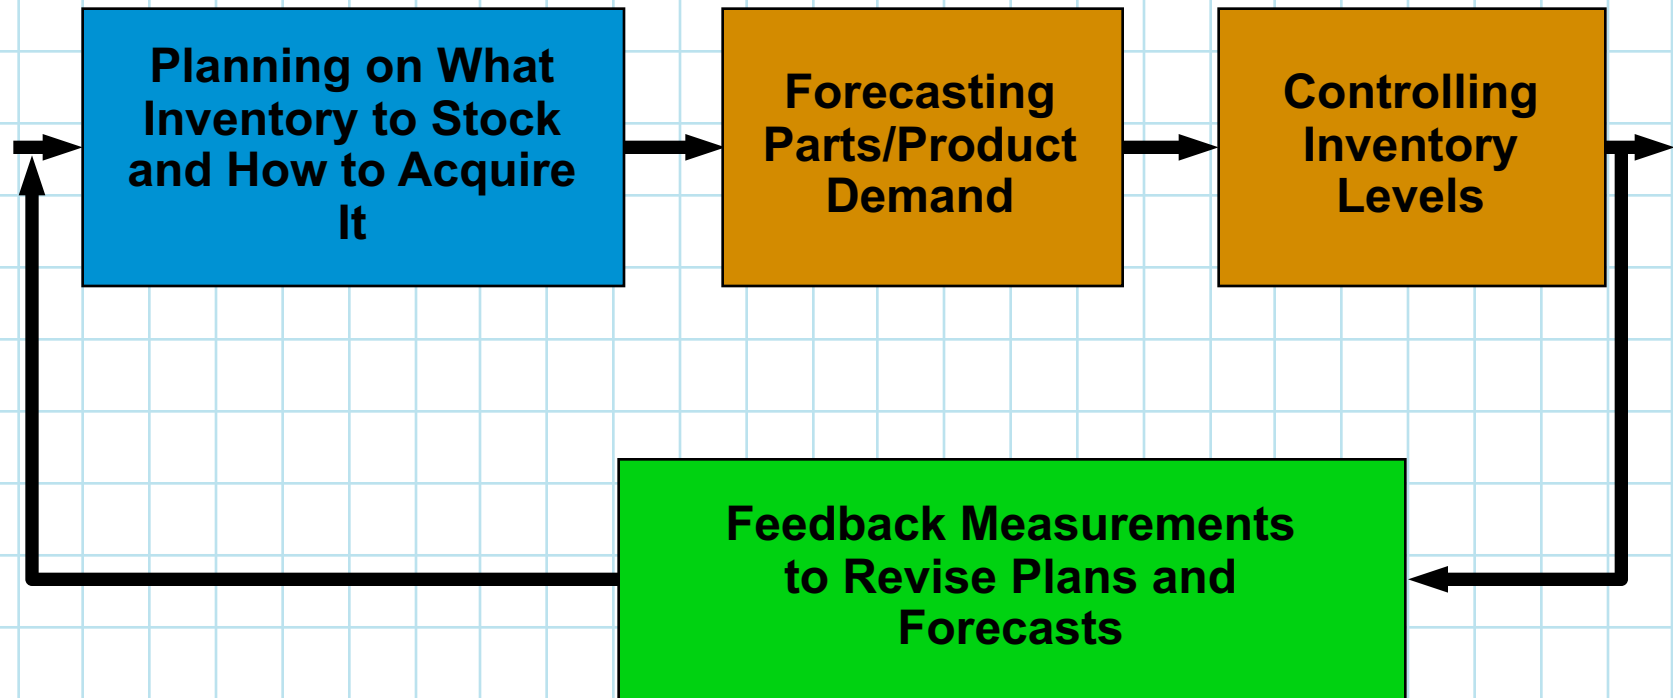 Planning on What
Inventory to Stock
and How to Acquire
It
Forecasting
Parts/Product
Demand
Controlling
Inventory
Levels
Feedback Measurements
to Revise Plans and
Forecasts